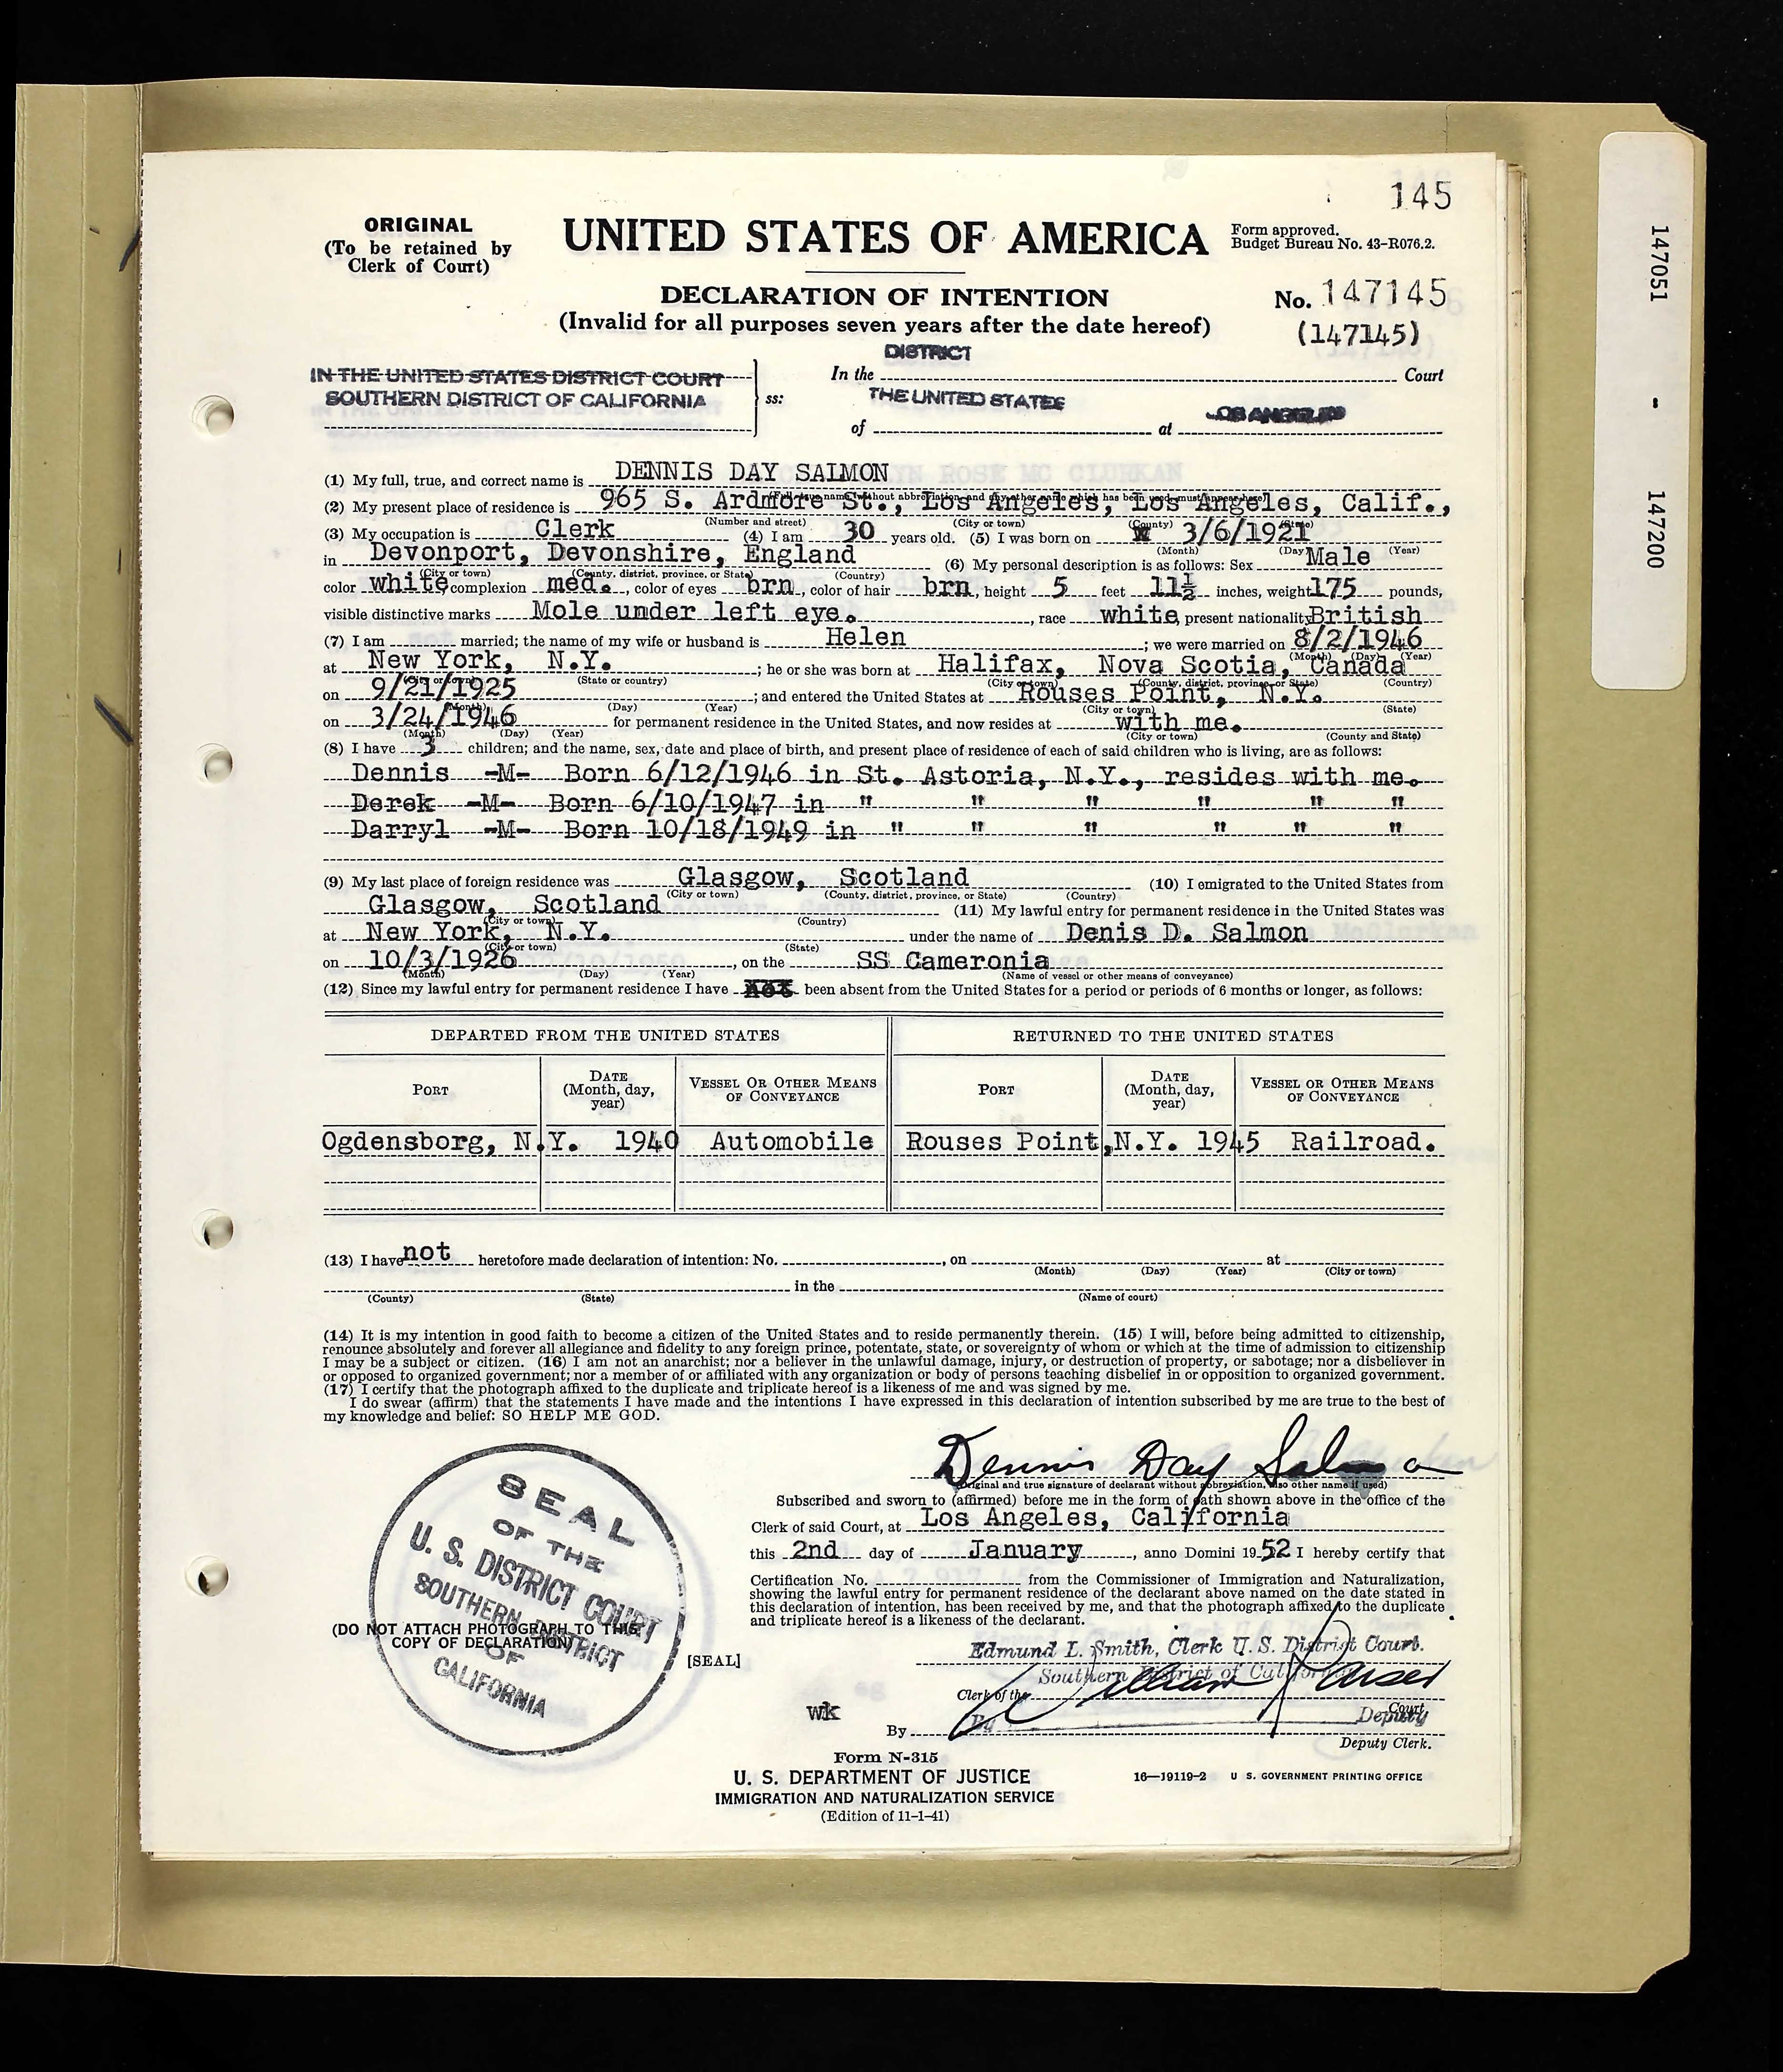 145
ORIGINAL
(To be retained by
Clerk of Court)
UNITED STATES OF AMERICA
Form approved.
Budget Bureau No. 43-R076.2.
DECLARATION OF INTENTION
(Invalid for all purposes seven years after the date hereof)
No. 147145
(147145)
IN THE UNITED STATES DISTRICT COURT
SOUTHERN DISTRICT OF CALIFORNIA
ss:
DISTRICT
In the Court
THE UNITED STATES
of at LOS ANGELES
(1) My full, true, and correct name is DENNIS DAY SALMON
(Full, true name, without abbreviation, and any other name which has been used, must appear here)
(2) My present place of residence is 965 S. Ardmore St., Los Angeles, Los Angeles, Calif.,
(Number and street) (City or town) (County) (State)
(3) My occupation is Clerk (4) I am 30 years old. (5) I was born on 3/6/1921
(Month) (Day) (Year)
in Devonport, Devonshire, England (6) My personal description is as follows: Sex Male
(City or town) (County, district, province, or State) (Country)
color white, complexion med., color of eyes brn, color of hair brn, height 5 feet 11½ inches, weight 175 pounds,
visible distinctive marks Mole under left eye., race white, present nationality British
(7) I am married; the name of my wife or husband is Helen; we were married on 8/2/1946
(Month) (Day) (Year)
at New York, N.Y.; he or she was born at Halifax, Nova Scotia, Canada
(City or town) (State or country) (City or town) (County, district, province, or State) (Country)
on 9/21/1925; and entered the United States at Rouses Point, N.Y.
(Month) (Day) (Year) (City or town) (State)
on 3/24/1946 for permanent residence in the United States, and now resides at with me.
(Month) (Day) (Year) (City or town) (County and State)
(8) I have 3 children; and the name, sex, date and place of birth, and present place of residence of each of said children who is living, are as follows:
Dennis -M- Born 6/12/1946 in St. Astoria, N.Y., resides with me.
Derek -M- Born 6/10/1947 in " " " " " "
Darryl -M- Born 10/18/1949 in " " " " " "
(9) My last place of foreign residence was Glasgow, Scotland (10) I emigrated to the United States from
(City or town) (County, district, province, or State) (Country)
Glasgow, Scotland (11) My lawful entry for permanent residence in the United States was
(City or town) (Country)
at New York, N.Y. under the name of Denis D. Salmon
(City or town) (State)
on 10/3/1926, on the SS Cameronia
(Month) (Day) (Year) (Name of vessel or other means of conveyance)
(12) Since my lawful entry for permanent residence I have not been absent from the United States for a period or periods of 6 months or longer, as follows:
DEPARTED FROM THE UNITED STATES RETURNED TO THE UNITED STATES
PORT DATE (Month, day, year) VESSEL OR OTHER MEANS OF CONVEYANCE PORT DATE (Month, day, year) VESSEL OR OTHER MEANS OF CONVEYANCE
Ogdensborg, N.Y. 1940 Automobile Rouses Point, N.Y. 1945 Railroad.
(13) I have not heretofore made declaration of intention: No. , on at
(Month) (Day) (Year) (City or town)
in the
(County) (State) (Name of court)
(14) It is my intention in good faith to become a citizen of the United States and to reside permanently therein. (15) I will, before being admitted to citizenship,
renounce absolutely and forever all allegiance and fidelity to any foreign prince, potentate, state, or sovereignty of whom or which at the time of admission to citizenship
I may be a subject or citizen. (16) I am not an anarchist; nor a believer in the unlawful damage, injury, or destruction of property, or sabotage; nor a disbeliever in
or opposed to organized government; nor a member of or affiliated with any organization or body of persons teaching disbelief in or opposition to organized government.
(17) I certify that the photograph affixed to the duplicate and triplicate hereof is a likeness of me and was signed by me.
I do swear (affirm) that the statements I have made and the intentions I have expressed in this declaration of intention subscribed by me are true to the best of
my knowledge and belief: SO HELP ME GOD.
Dennis Day Salmon
(Original and true signature of declarant without abbreviation, also other name if used)
Subscribed and sworn to (affirmed) before me in the form of oath shown above in the office of the
Clerk of said Court, at Los Angeles, California
this 2nd day of January, anno Domini 1952 I hereby certify that
Certification No. from the Commissioner of Immigration and Naturalization,
showing the lawful entry for permanent residence of the declarant above named on the date stated in
this declaration of intention, has been received by me, and that the photograph affixed to the duplicate
and triplicate hereof is a likeness of the declarant.
SEAL
OF THE
U. S. DISTRICT COURT
SOUTHERN DISTRICT
OF
CALIFORNIA
(DO NOT ATTACH PHOTOGRAPH TO THIS
COPY OF DECLARATION)
[SEAL]
Edmund L. Smith, Clerk U.S. District Court.
Southern District of California
Clerk of the Court
wk
By Deputy
Deputy Clerk.
Form N-315
U. S. DEPARTMENT OF JUSTICE
IMMIGRATION AND NATURALIZATION SERVICE
(Edition of 11-1-41)
16—19119-2 U S. GOVERNMENT PRINTING OFFICE
147051 - 147200